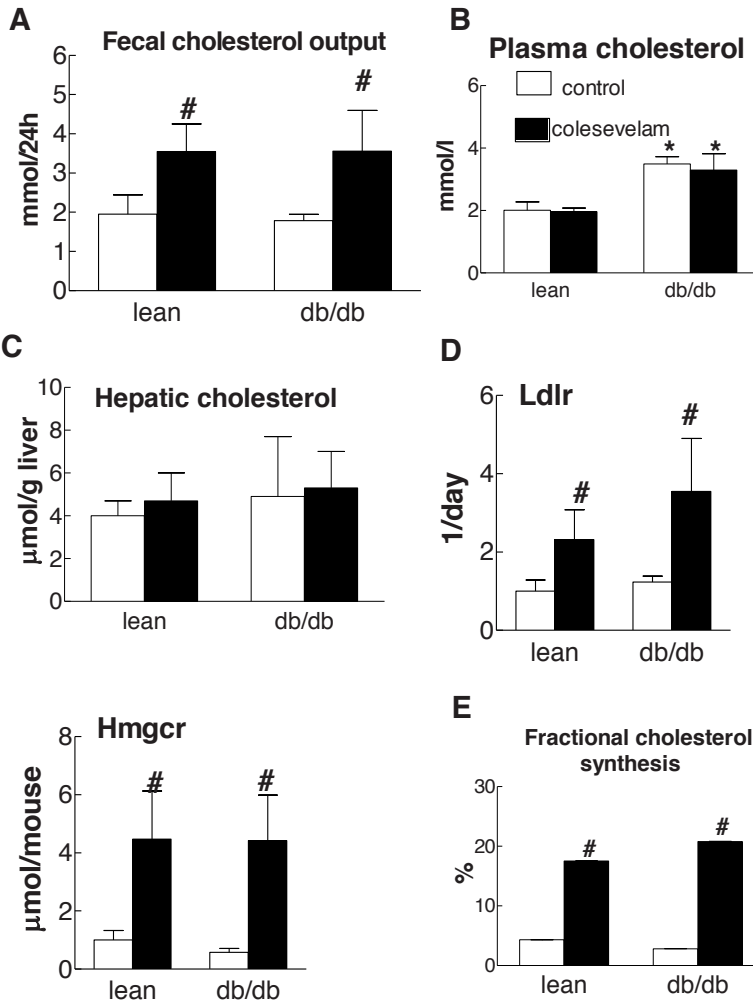 A
Fecal cholesterol output
6
5
4
3
2
1
0
mmol/24h
#
#
lean
db/db
B
Plasma cholesterol
control
colesevelam
6
4
2
0
mmol/l
*
*
lean
db/db
C
Hepatic cholesterol
10
8
6
4
2
0
μmol/g liver
lean
db/db
D
Ldlr
6
4
2
0
1/day
#
#
lean
db/db
Hmgcr
8
6
4
2
0
μmol/mouse
#
#
lean
db/db
E
Fractional cholesterol
synthesis
30
20
10
0
%
#
#
lean
db/db